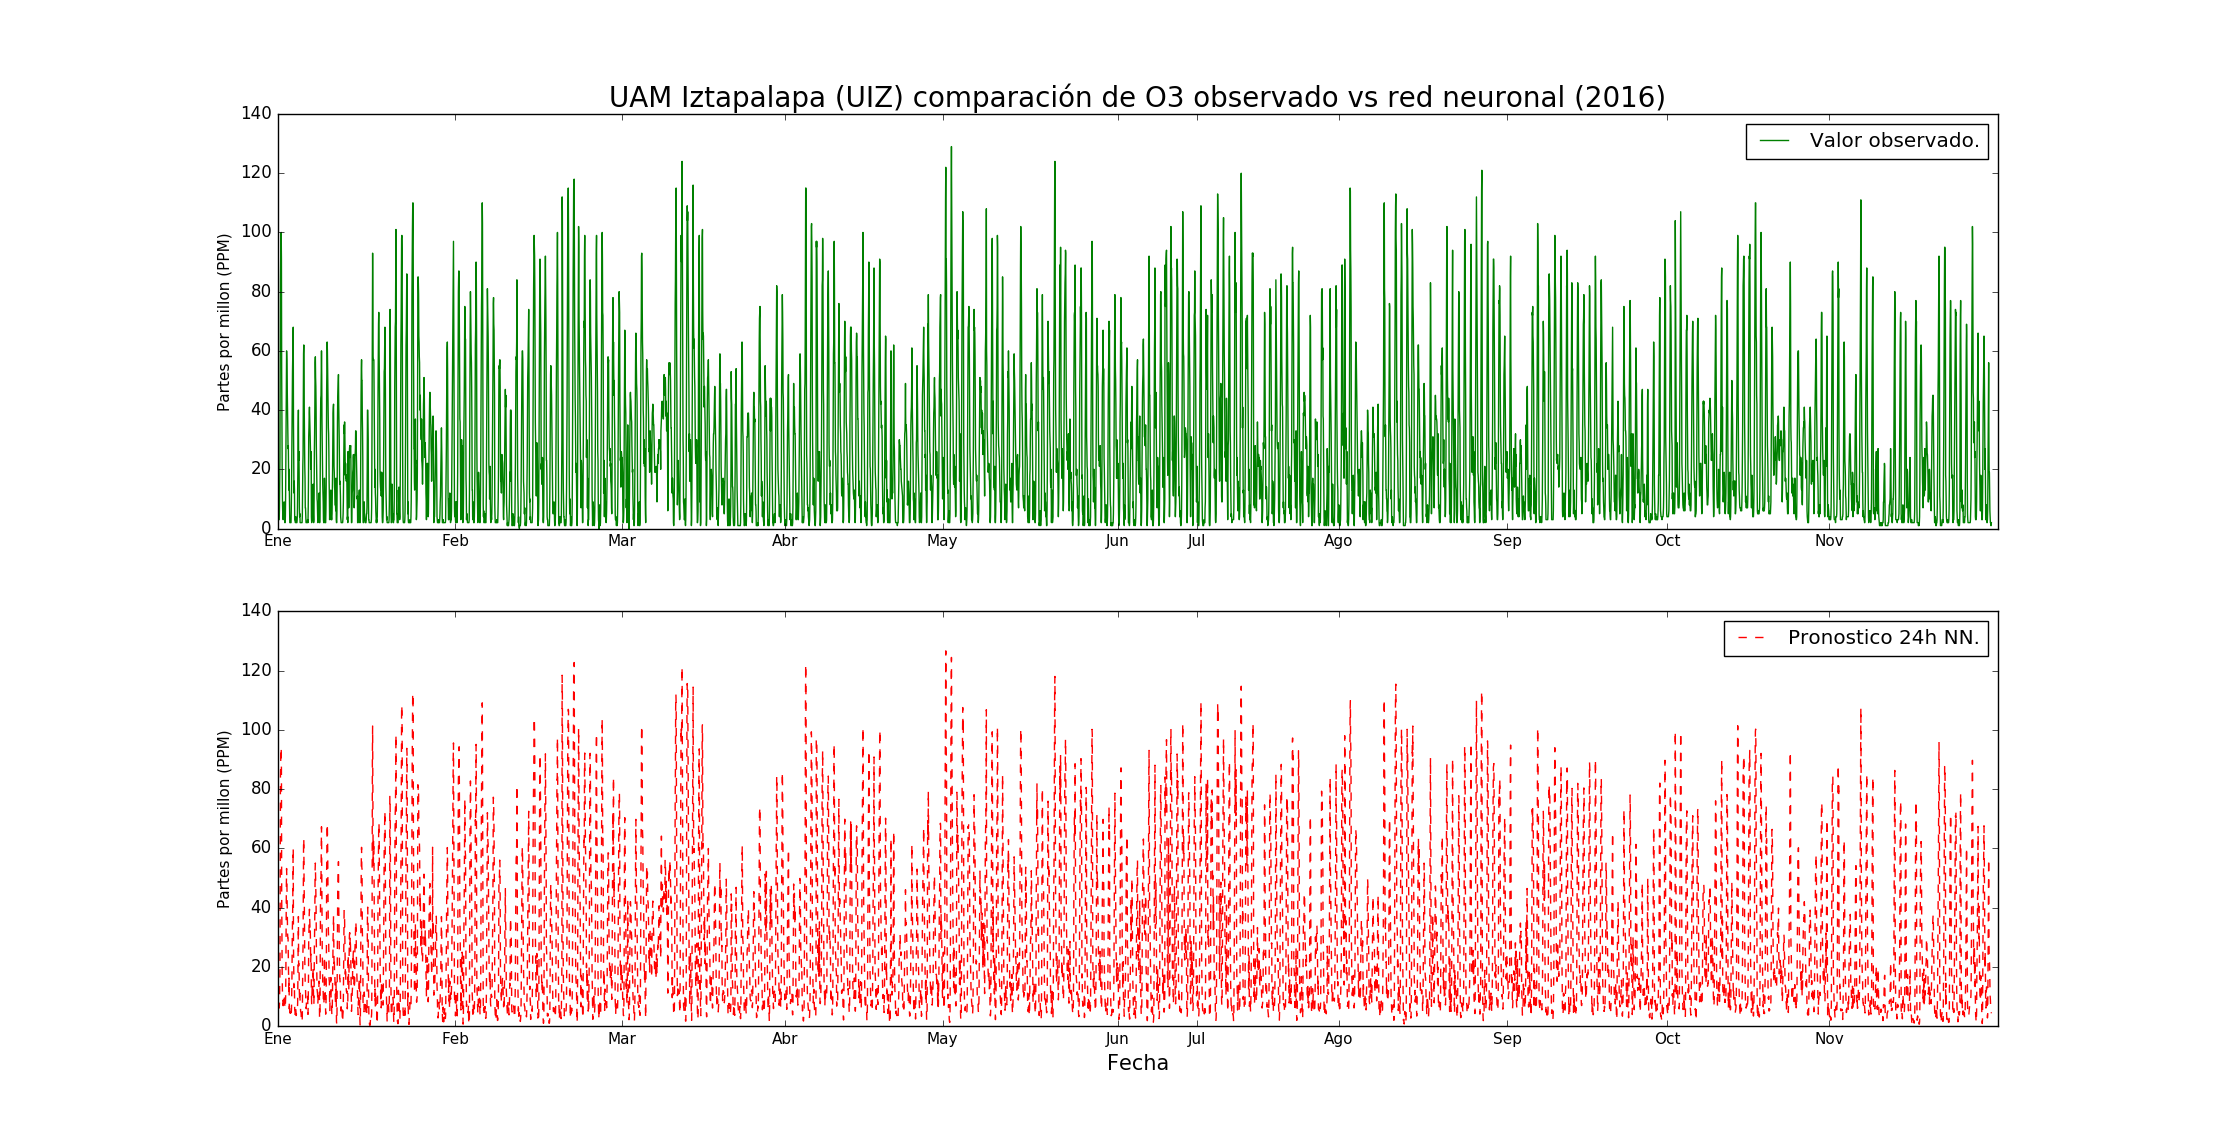 UAM Iztapalapa (UIZ) comparación de O3 observado vs red neuronal (2016)
140
120
100
80
60
40
20
0
Partes por millon (PPM)
Valor observado.
Ene Feb Mar Abr May Jun Jul Ago Sep Oct Nov
140
120
100
80
60
40
20
0
Partes por millon (PPM)
Pronostico 24h NN.
Ene Feb Mar Abr May Jun Jul Ago Sep Oct Nov
Fecha